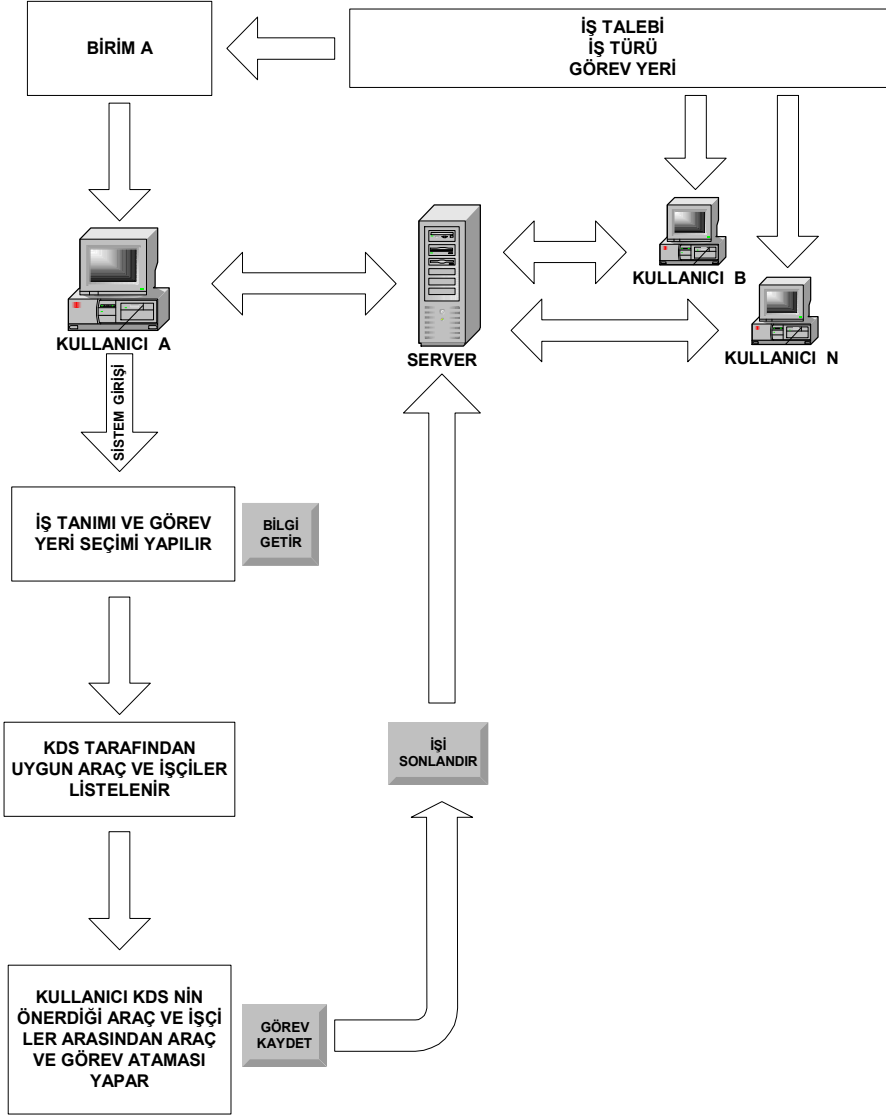 BİRİM A
İŞ TALEBİ
İŞ TÜRÜ
GÖREV YERİ
KULLANICI A
SERVER
KULLANICI B
KULLANICI N
SİSTEM GİRİŞİ
İŞ TANIMI VE GÖREV
YERİ SEÇİMİ YAPILIR
BİLGİ
GETİR
KDS TARAFINDAN
UYGUN ARAÇ VE İŞÇİLER
LİSTELENİR
İŞİ
SONLANDIR
KULLANICI KDS NİN
ÖNERDİĞİ ARAÇ VE İŞÇİ
LER ARASINDAN ARAÇ
VE GÖREV ATAMASI
YAPAR
GÖREV
KAYDET